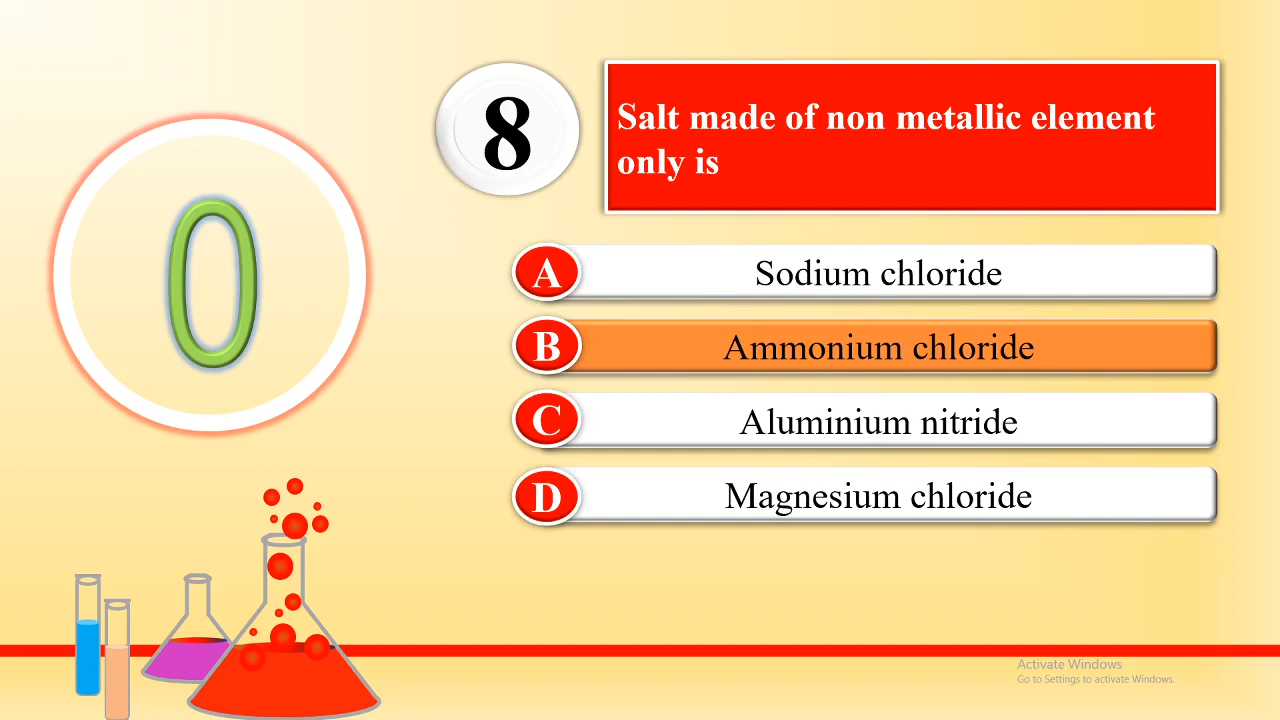 0
8
Salt made of non metallic element
only is
A Sodium chloride
B Ammonium chloride
C Aluminium nitride
D Magnesium chloride
Activate Windows
Go to Settings to activate Windows.